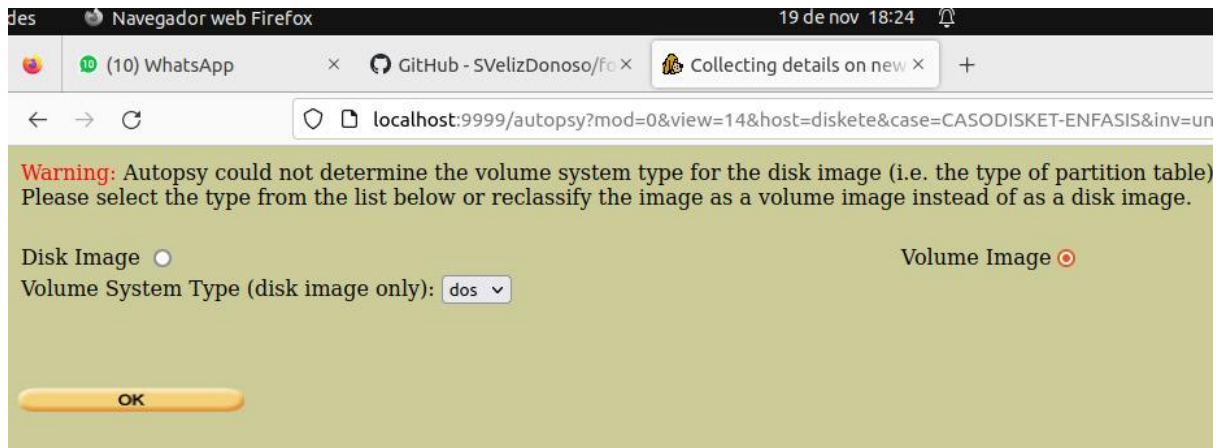 des Navegador web Firefox 19 de nov 18:24
(10) WhatsApp × GitHub - SVelizDonoso/fo × Collecting details on new × +
localhost:9999/autopsy?mod=0&view=14&host=diskete&case=CASODISKET-ENFASIS&inv=un
Warning: Autopsy could not determine the volume system type for the disk image (i.e. the type of partition table)
Please select the type from the list below or reclassify the image as a volume image instead of as a disk image.
Disk Image Volume Image
Volume System Type (disk image only): dos
OK